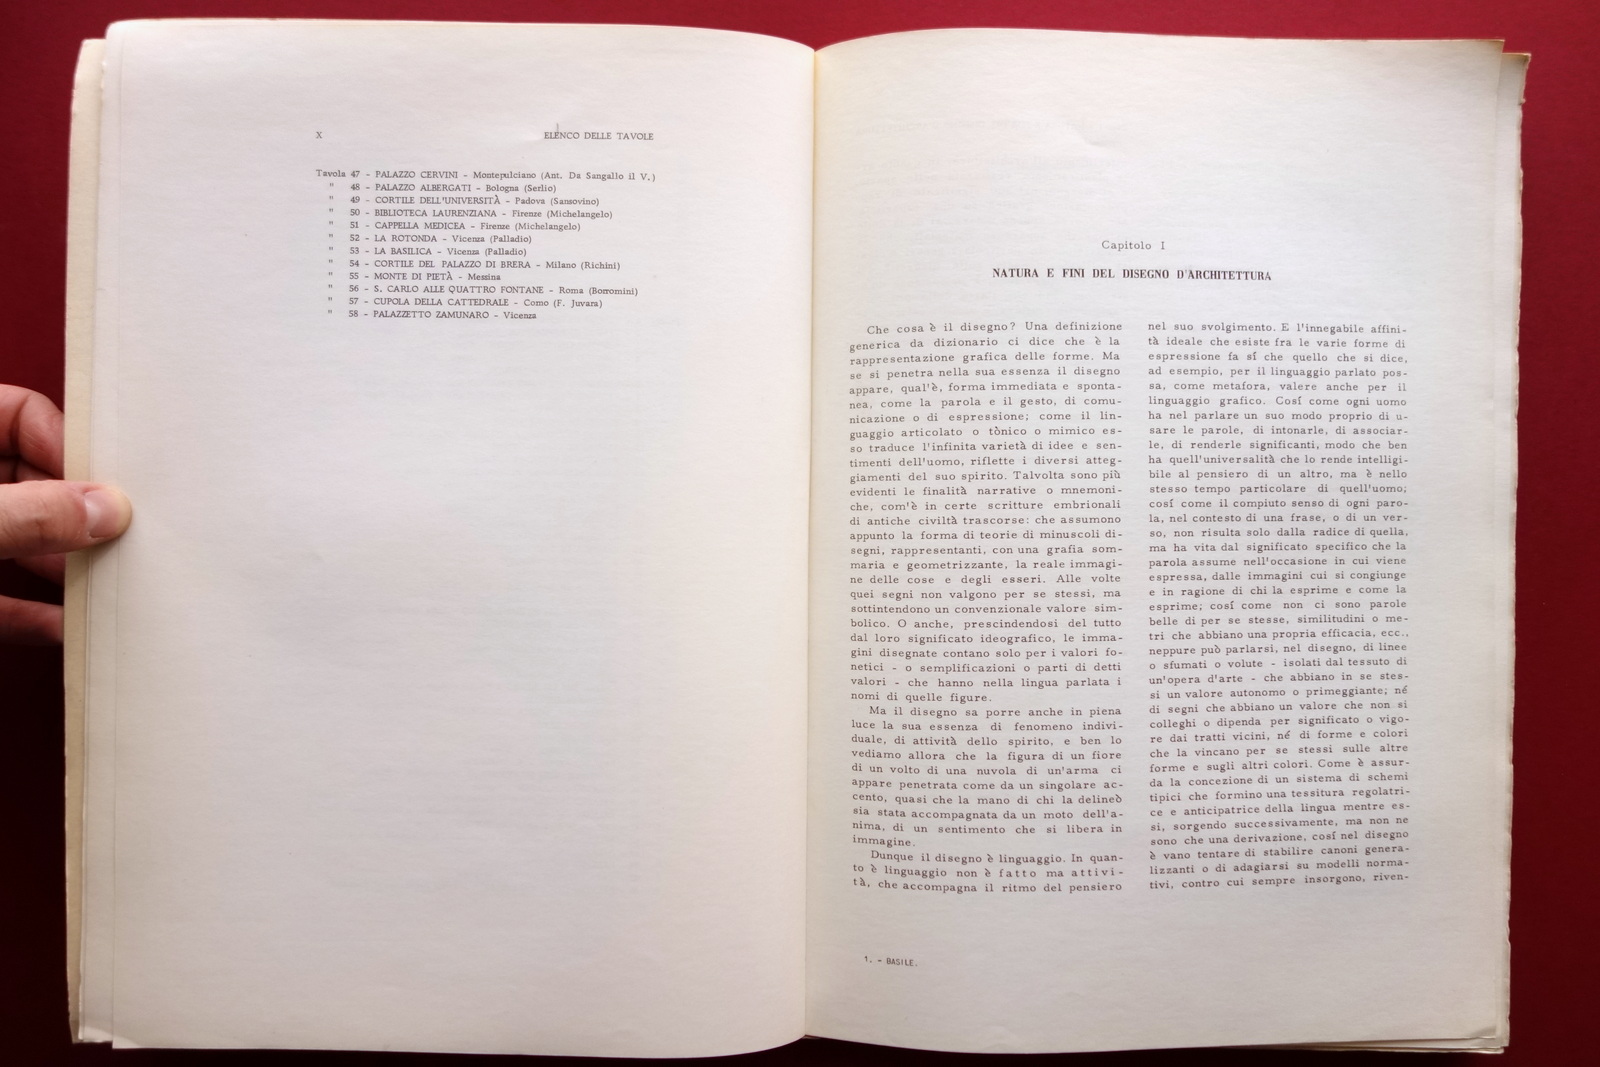 X
ELENCO DELLE TAVOLE
Tavola 47 - PALAZZO CERVINI - Montepulciano (Ant. Da Sangallo il V.)
" 48 - PALAZZO ALBERGATI - Bologna (Serlio)
" 49 - CORTILE DELL'UNIVERSITÀ - Padova (Sansovino)
" 50 - BIBLIOTECA LAURENZIANA - Firenze (Michelangelo)
" 51 - CAPPELLA MEDICEA - Firenze (Michelangelo)
" 52 - LA ROTONDA - Vicenza (Palladio)
" 53 - LA BASILICA - Vicenza (Palladio)
" 54 - CORTILE DEL PALAZZO DI BRERA - Milano (Richini)
" 55 - MONTE DI PIETÀ - Messina
" 56 - S. CARLO ALLE QUATTRO FONTANE - Roma (Borromini)
" 57 - CUPOLA DELLA CATTEDRALE - Como (F. Juvara)
" 58 - PALAZZETTO ZAMUNARO - Vicenza
Capitolo I
NATURA E FINI DEL DISEGNO D'ARCHITETTURA
Che cosa è il disegno? Una definizione
generica da dizionario ci dice che è la
rappresentazione grafica delle forme. Ma
se si penetra nella sua essenza il disegno
appare, qual'è, forma immediata e sponta-
nea, come la parola e il gesto, di comu-
nicazione o di espressione; come il lin-
guaggio articolato o tònico o mimico es-
so traduce l'infinita varietà di idee e sen-
timenti dell'uomo, riflette i diversi atteg-
giamenti del suo spirito. Talvolta sono più
evidenti le finalità narrative o mnemoni-
che, com'è in certe scritture embrionali
di antiche civiltà trascorse: che assumono
appunto la forma di teorie di minuscoli di-
segni, rappresentanti, con una grafia som-
maria e geometrizzante, la reale immagi-
ne delle cose e degli esseri. Alle volte
quei segni non valgono per se stessi, ma
sottintendono un convenzionale valore sim-
bolico. O anche, prescindendosi del tutto
dal loro significato ideografico, le imma-
gini disegnate contano solo per i valori fo-
netici - o semplificazioni o parti di detti
valori - che hanno nella lingua parlata i
nomi di quelle figure.
Ma il disegno sa porre anche in piena
luce la sua essenza di fenomeno indivi-
duale, di attività dello spirito, e ben lo
vediamo allora che la figura di un fiore
di un volto di una nuvola di un'arma ci
appare penetrata come da un singolare ac-
cento, quasi che la mano di chi la delineò
sia stata accompagnata da un moto dell'a-
nima, di un sentimento che si libera in
immagine.
Dunque il disegno è linguaggio. In quan-
to è linguaggio non è fatto ma attivi-
tà, che accompagna il ritmo del pensiero
nel suo svolgimento. E l'innegabile affini-
tà ideale che esiste fra le varie forme di
espressione fa sí che quello che si dice,
ad esempio, per il linguaggio parlato pos-
sa, come metafora, valere anche per il
linguaggio grafico. Cosí come ogni uomo
ha nel parlare un suo modo proprio di u-
sare le parole, di intonarle, di associar-
le, di renderle significanti, modo che ben
ha quell'universalità che lo rende intelligi-
bile al pensiero di un altro, ma è nello
stesso tempo particolare di quell'uomo;
cosí come il compiuto senso di ogni paro-
la, nel contesto di una frase, o di un ver-
so, non risulta solo dalla radice di quella,
ma ha vita dal significato specifico che la
parola assume nell'occasione in cui viene
espressa, dalle immagini cui si congiunge
e in ragione di chi la esprime e come la
esprime; cosí come non ci sono parole
belle di per se stesse, similitudini o me-
tri che abbiano una propria efficacia, ecc.,
neppure può parlarsi, nel disegno, di linee
o sfumati o volute - isolati dal tessuto di
un'opera d'arte - che abbiano in se stes-
si un valore autonomo o primeggiante; né
di segni che abbiano un valore che non si
colleghi o dipenda per significato o vigo-
re dai tratti vicini, né di forme e colori
che la vincano per se stessi sulle altre
forme e sugli altri colori. Come è assur-
da la concezione di un sistema di schemi
tipici che formino una tessitura regolatri-
ce e anticipatrice della lingua mentre es-
si, sorgendo successivamente, ma non ne
sono che una derivazione, cosí nel disegno
è vano tentare di stabilire canoni genera-
lizzanti o di adagiarsi su modelli norma-
tivi, contro cui sempre insorgono, riven-
1. - BASILE.